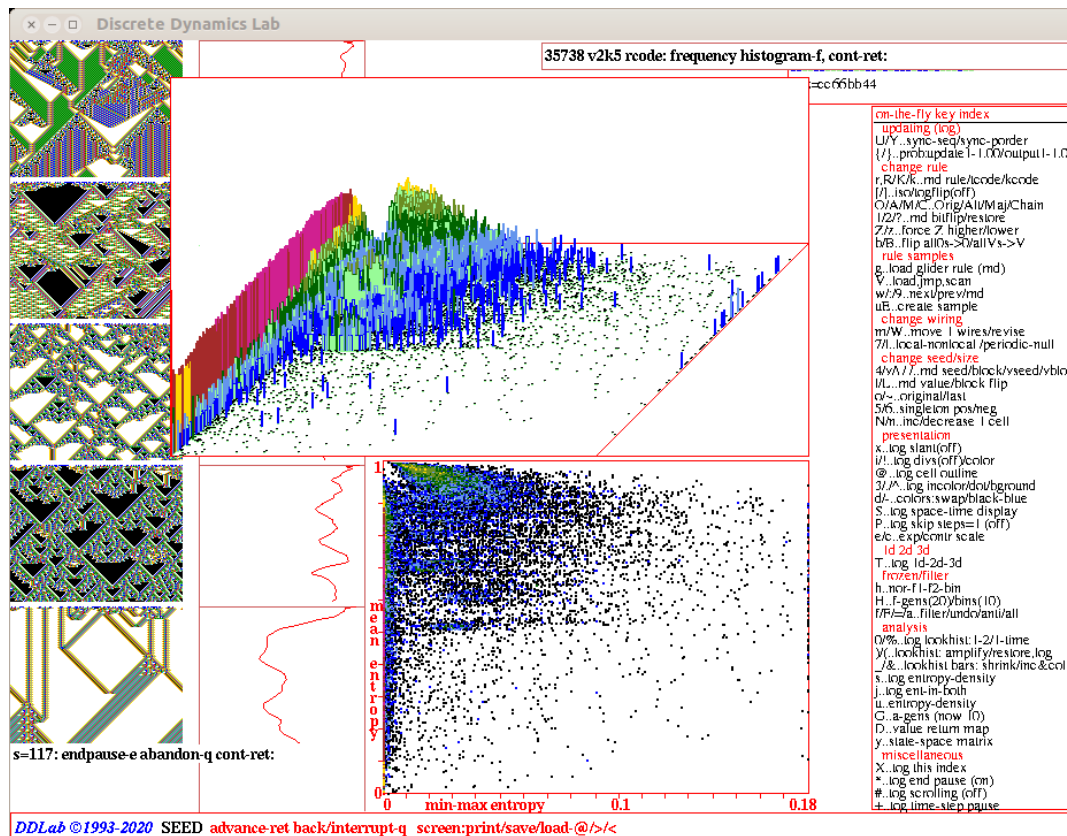 Discrete Dynamics Lab
35738 v2k5 rcode: frequency histogram-f, cont-ret:
=cc66bb44
on-the-fly key index
updating (tog)
U/Y..sync-seq/sync-porder
{/}..prob:update 1-1.00/output 1-1.00
change rule
r,R/K/k..rnd rule/tcode/kcode
[/]..iso/togflip(off)
O/A/M/C..Orig/Alt/Maj/Chain
1/2/?..rnd bitflip/restore
Z/z..force Z higher/lower
b/B..flip all0s->0/allVs->V
rule samples
g..load glider rule (rnd)
V..load,jmp,scan
w/:/9..next/prev/rnd
uE..create sample
change wiring
m/W..move 1 wires/revise
7/l..local-nonlocal /periodic-null
change seed/size
I/L..rnd value/block flip
o/~..original/last
5/6..singleton pos/neg
N/n..inc/decrease 1 cell
presentation
x..tog slant(off)
i/!..tog divs(off)/color
@..tog cell outline
3/./^..tog incolor/dot/bground
d/-..colors:swap/black-blue
S..tog space-time display
P..tog skip steps=1 (off)
e/c..exp/contr scale
1d 2d 3d
T..tog 1d-2d-3d
frozen/filter
h..nor-f1-f2-bin
H..f-gens(20)/bins(10)
f/F/=/a..filter/undo/anti/all
analysis
0/%..tog lookhist: 1-2/1-time
)/(..lookhist: amplify/restore,log
_/&..lookhist bars: shrink/inc&col
s..tog entropy-density
j..tog ent-in-both
u..entropy-density
G..a-gens (now 10)
D..value return map
y..state-space matrix
miscellaneous
X..tog this index
*..tog end pause (on)
#..tog scrolling (off)
+..tog time-step pause
1
mean entropy
0
0 min-max entropy 0.1 0.18
s=117: endpause-e abandon-q cont-ret:
DDLab ©1993-2020 SEED advance-ret back/interrupt-q screen:print/save/load-@/>/<